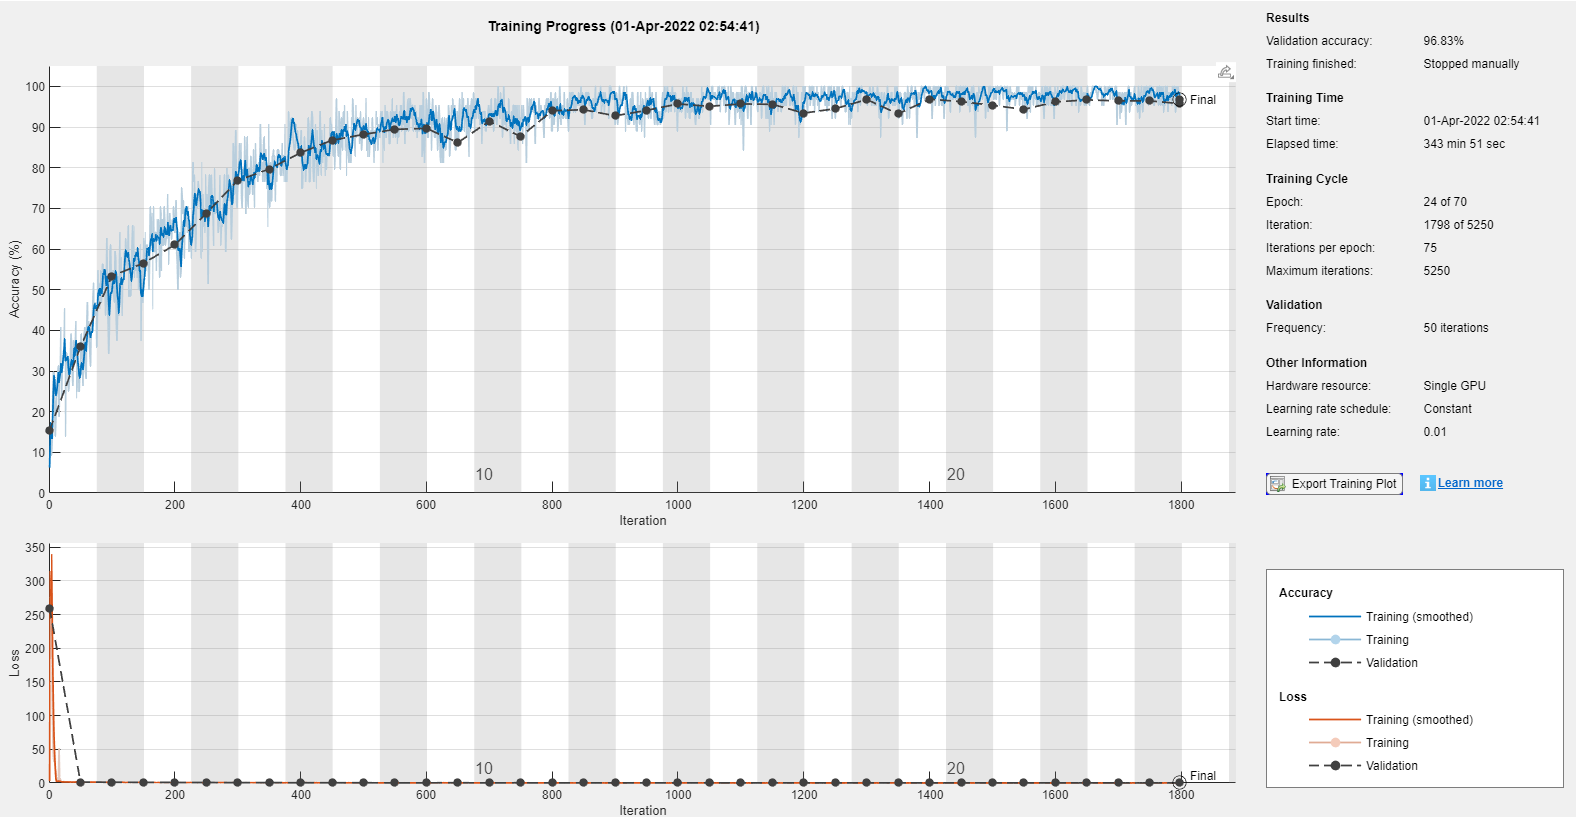 Training Progress (01-Apr-2022 02:54:41)
100
90
80
70
60
50
40
30
20
10
0
Accuracy (%)
10
20
Final
0
200
400
600
800
1000
1200
1400
1600
1800
Iteration
350
300
250
200
150
100
50
0
Loss
10
20
Final
0
200
400
600
800
1000
1200
1400
1600
1800
Iteration
Results
Validation accuracy: 96.83%
Training finished: Stopped manually
Training Time
Start time: 01-Apr-2022 02:54:41
Elapsed time: 343 min 51 sec
Training Cycle
Epoch: 24 of 70
Iteration: 1798 of 5250
Iterations per epoch: 75
Maximum iterations: 5250
Validation
Frequency: 50 iterations
Other Information
Hardware resource: Single GPU
Learning rate schedule: Constant
Learning rate: 0.01
Export Training Plot
i Learn more
Accuracy
Training (smoothed)
Training
Validation
Loss
Training (smoothed)
Training
Validation